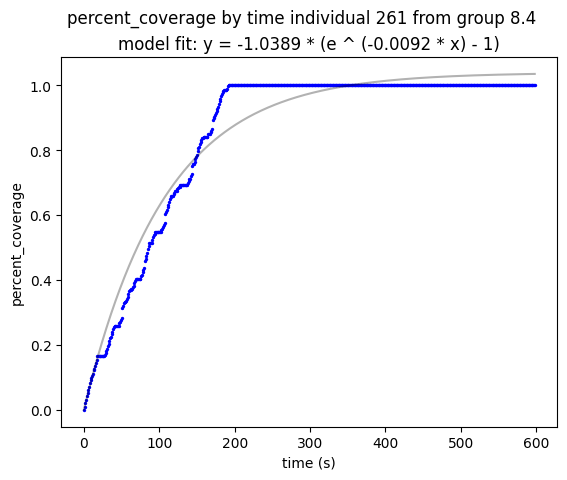 percent_coverage by time individual 261 from group 8.4
model fit: y = -1.0389 * (e ^ (-0.0092 * x) - 1)
1.0
0.8
0.6
0.4
0.2
0.0
percent_coverage
0 100 200 300 400 500 600
time (s)